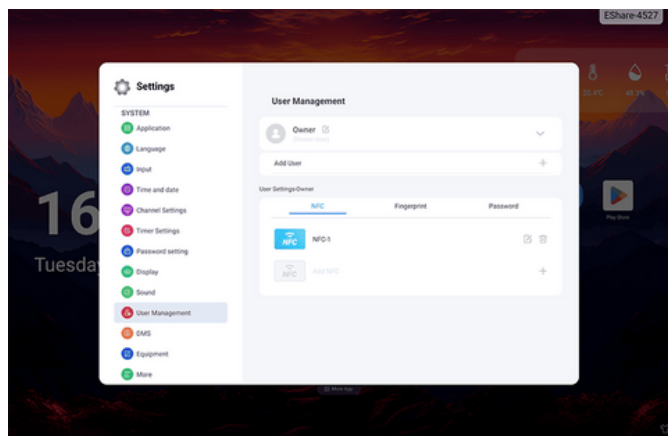 EShare-4527
Settings
SYSTEM
Application
Language
Input
Time and date
Channel Settings
Timer Settings
Password setting
Display
Sound
User Management
DMS
Equipment
More
User Management
Owner
Add User
User Settings-Owner
NFC
Fingerprint
Password
NFC
NFC-1
NFC
Add NFC
16
Tuesda
Play Store